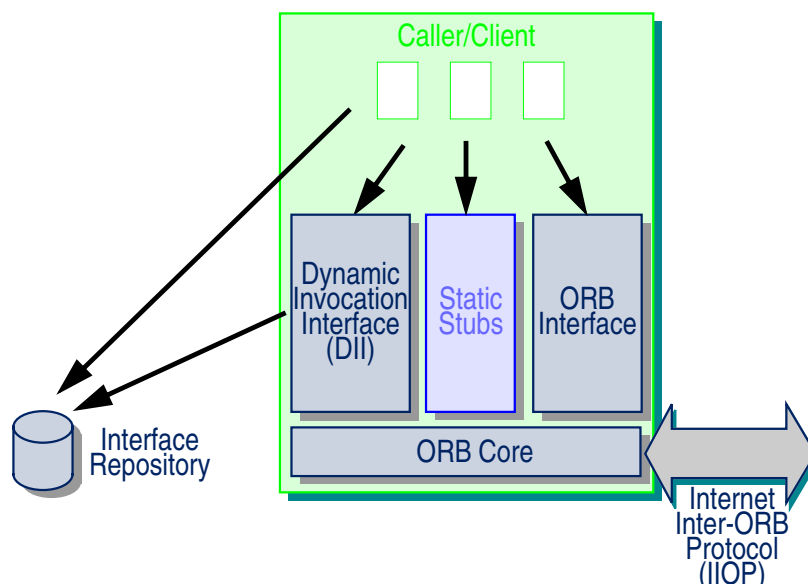 Caller/Client
Dynamic
Invocation
Interface
(DII)
Static
Stubs
ORB
Interface
ORB Core
Interface
Repository
Internet
Inter-ORB
Protocol
(IIOP)